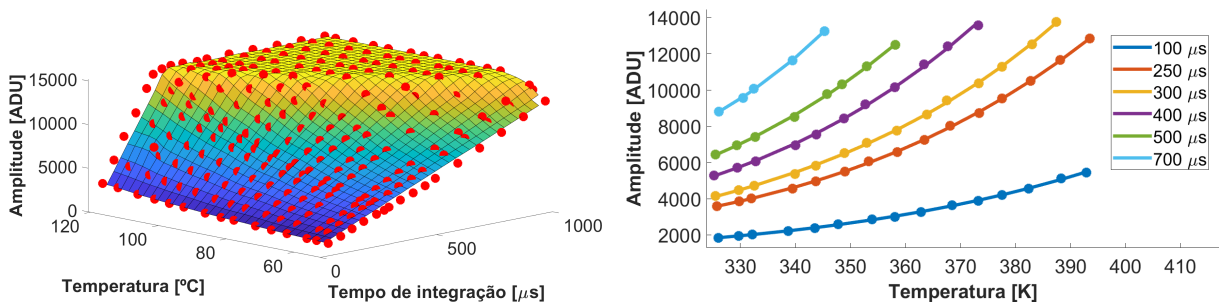 Amplitude [ADU]
15000
10000
5000
0
120
100
80
60
0
500
1000
Temperatura [ºC]
Tempo de integração [μs]
Amplitude [ADU]
14000
12000
10000
8000
6000
4000
2000
330 340 350 360 370 380 390 400 410
Temperatura [K]
100 μs
250 μs
300 μs
400 μs
500 μs
700 μs